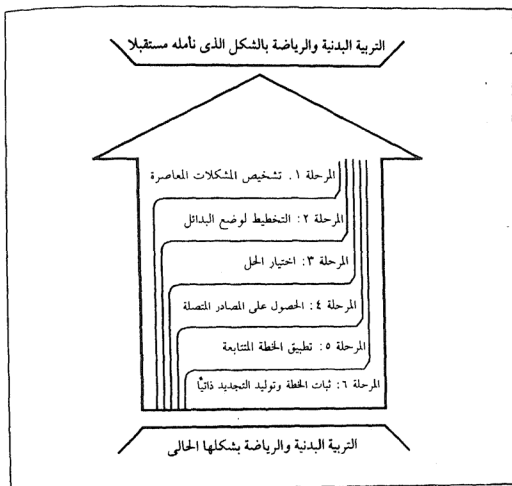 التربية البدنية والرياضة بالشكل الذى نأمله مستقبلا
المرحلة ١. تشخيص المشكلات المعاصرة
المرحلة ٢: التخطيط لوضع البدائل
المرحلة ٣: اختيار الحل
المرحلة ٤: الحصول على المصادر المتصلة
المرحلة ٥: تطبيق الخطة المتتابعة
المرحلة ٦: ثبات الخطة وتوليد التجديد ذاتياً
التربية البدنية والرياضة بشكلها الحالى